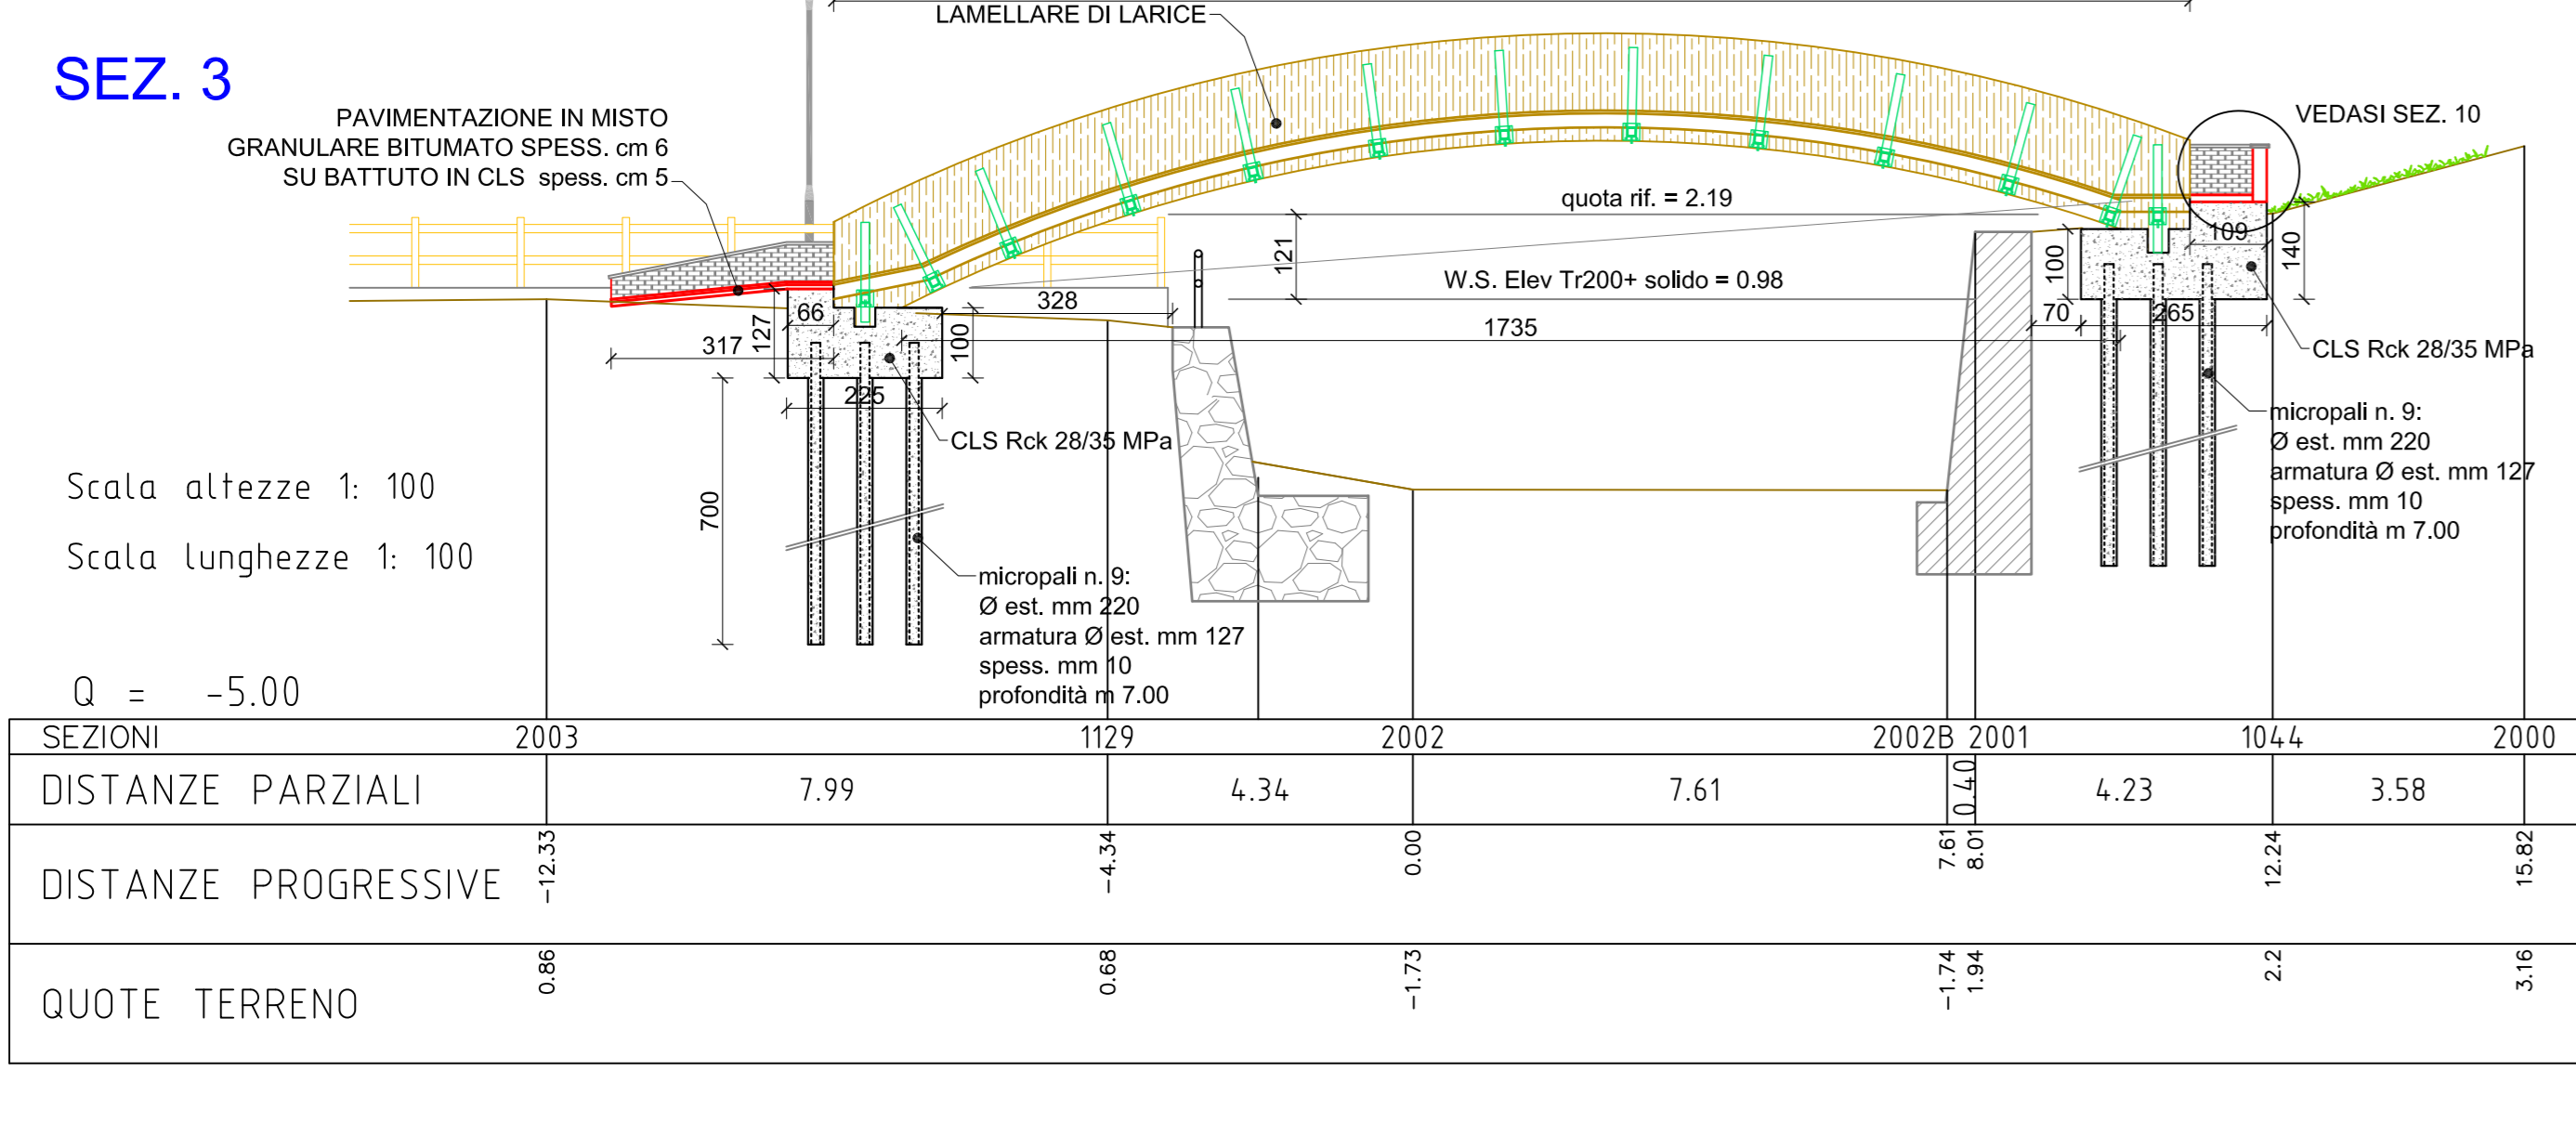 LAMELLARE DI LARICE
SEZ. 3
PAVIMENTAZIONE IN MISTO
GRANULARE BITUMATO SPESS. cm 6
SU BATTUTO IN CLS spess. cm 5
VEDASI SEZ. 10
quota rif. = 2.19
121
W.S. Elev Tr200+ solido = 0.98
109
100
140
66
127
328
100
317
1735
70
265
225
CLS Rck 28/35 MPa
CLS Rck 28/35 MPa
micropali n. 9:
Ø est. mm 220
armatura Ø est. mm 127
spess. mm 10
profondità m 7.00
700
Scala altezze 1: 100
Scala lunghezze 1: 100
micropali n. 9:
Ø est. mm 220
armatura Ø est. mm 127
spess. mm 10
profondità m 7.00
Q = -5.00
SEZIONI 2003 1129 2002 2002B 2001 1044 2000
DISTANZE PARZIALI 7.99 4.34 7.61 0.40 4.23 3.58
DISTANZE PROGRESSIVE -12.33 -4.34 0.00 7.61 8.01 12.24 15.82
QUOTE TERRENO 0.86 0.68 -1.73 -1.74 1.94 2.2 3.16